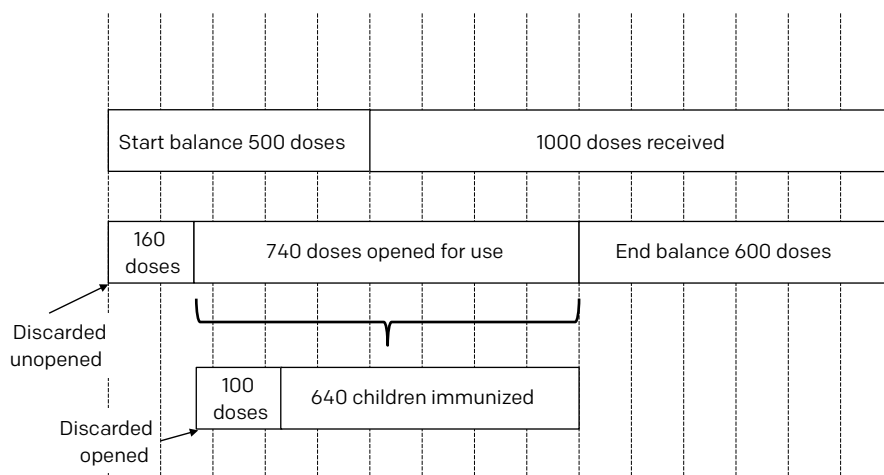 Start balance 500 doses
1000 doses received
160
doses
740 doses opened for use
End balance 600 doses
Discarded
unopened
100
doses
640 children immunized
Discarded
opened